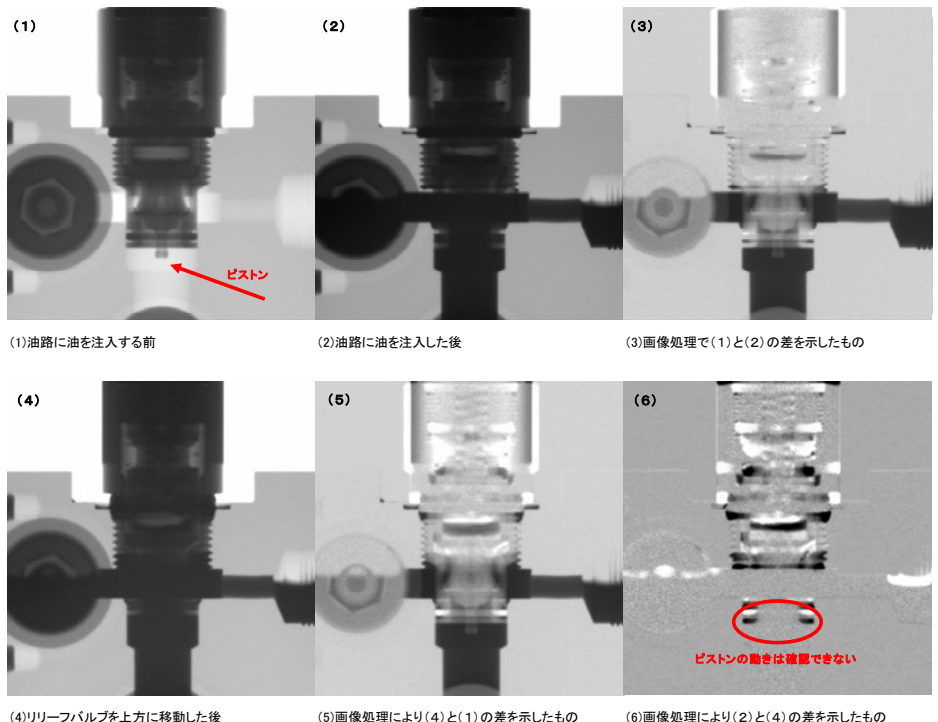 (1)
(2)
(3)
ピストン
(1)油路に油を注入する前
(2)油路に油を注入した後
(3)画像処理で(1)と(2)の差を示したもの
(4)
(5)
(6)
ピストンの動きは確認できない
(4)リリーフバルブを上方に移動した後
(5)画像処理により(4)と(1)の差を示したもの
(6)画像処理により(2)と(4)の差を示したもの